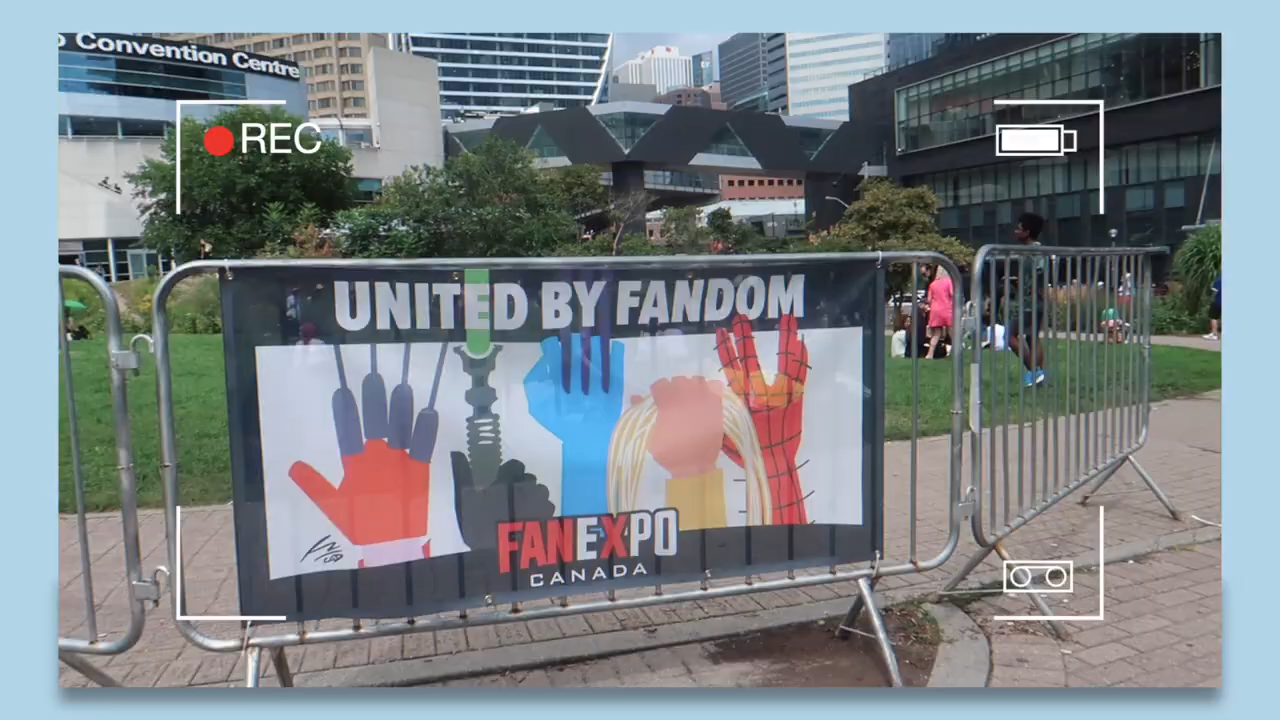 Convention Centre
REC
UNITED BY FANDOM
FANEXPO
CANADA